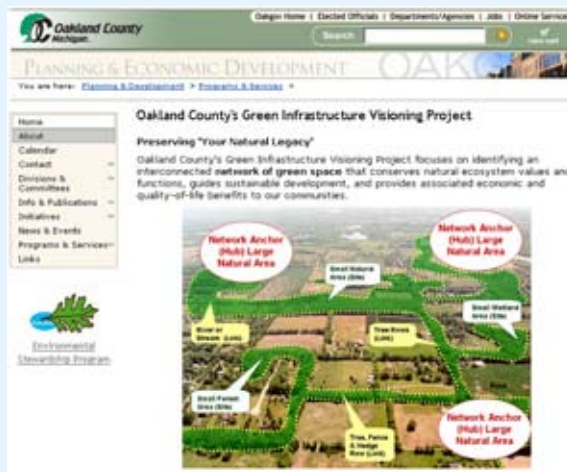 Oakland County
Michigan
Oakgov Home | Elected Officials | Departments/Agencies | Jobs | Online Services
Search
PLANNING & ECONOMIC DEVELOPMENT
OAK
You are here: Planning & Development > Programs & Services >
Home
About
Calendar
Contact
Divisions &
Committees
Info & Publications
Initiatives
News & Events
Programs & Services
Links
Environmental
Stewardship Program
Oakland County's Green Infrastructure Visioning Project
Preserving "Your Natural Legacy"
Oakland County's Green Infrastructure Visioning Project focuses on identifying an
interconnected network of green space that conserves natural ecosystem values and
functions, guides sustainable development, and provides associated economic and
quality-of-life benefits to our communities.
Network Anchor
(Hub) Large
Natural Area
Network Anchor
(Hub) Large
Natural Area
Small Natural
Area (Site)
Small Wetland
Area (Site)
River or
Stream (Link)
Tree Rows
(Link)
Small Forest
Area (Site)
Tree, Fence
& Hedge
Row (Link)
Network Anchor
(Hub) Large
Natural Area